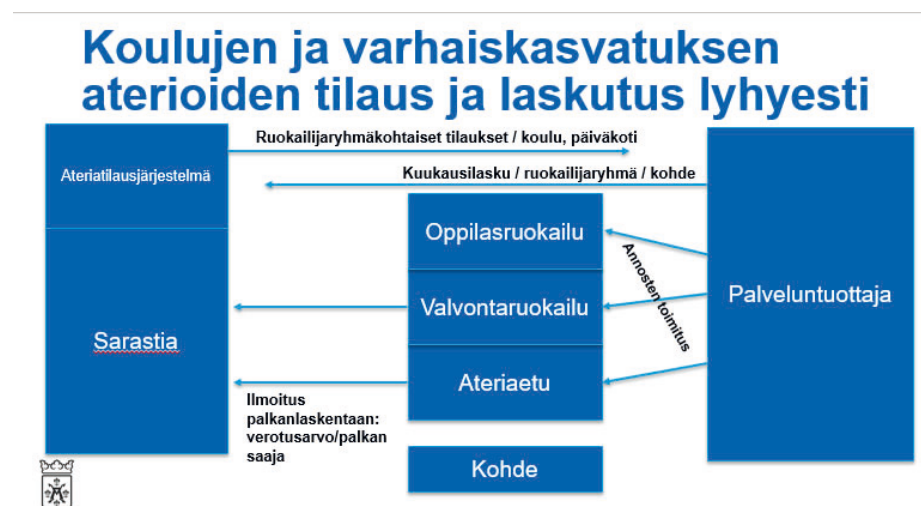 Koulujen ja varhaiskasvatuksen
aterioiden tilaus ja laskutus lyhyesti
Ruokailijaryhmäkohtaiset tilaukset / koulu, päiväkoti
Ateriatilausjärjestelmä
Kuukausilasku / ruokailijaryhmä / kohde
Oppilasruokailu
Annosten toimitus
Palveluntuottaja
Valvontaruokailu
Sarastia
Ateriaetu
Ilmoitus
palkanlaskentaan:
verotusarvo/palkan
saaja
Kohde